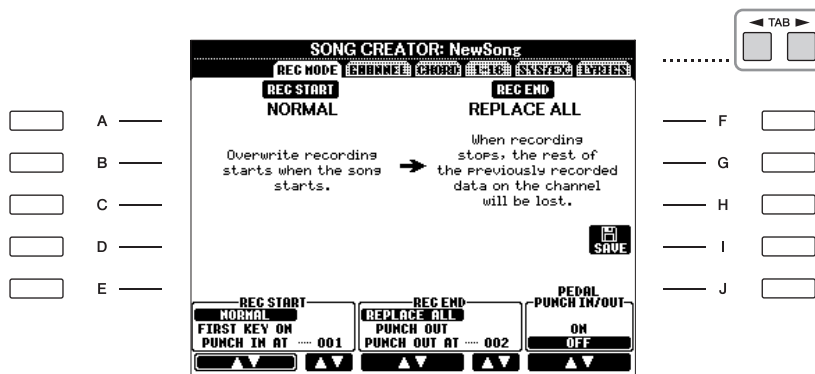 ◄ TAB ►
SONG CREATOR: NewSong
REC MODE CHANNEL CHORD 1-16 SYS/EX. LYRICS
REC START
NORMAL
Overwrite recording
starts when the song
starts.
REC END
REPLACE ALL
When recording
stops, the rest of
the previously recorded
data on the channel
will be lost.
SAVE
A
B
C
D
E
F
G
H
I
J
REC START
NORMAL
FIRST KEY ON
PUNCH IN AT ····· 001
REC END
REPLACE ALL
PUNCH OUT
PUNCH OUT AT ···· 002
PEDAL
PUNCH IN/OUT
ON
OFF